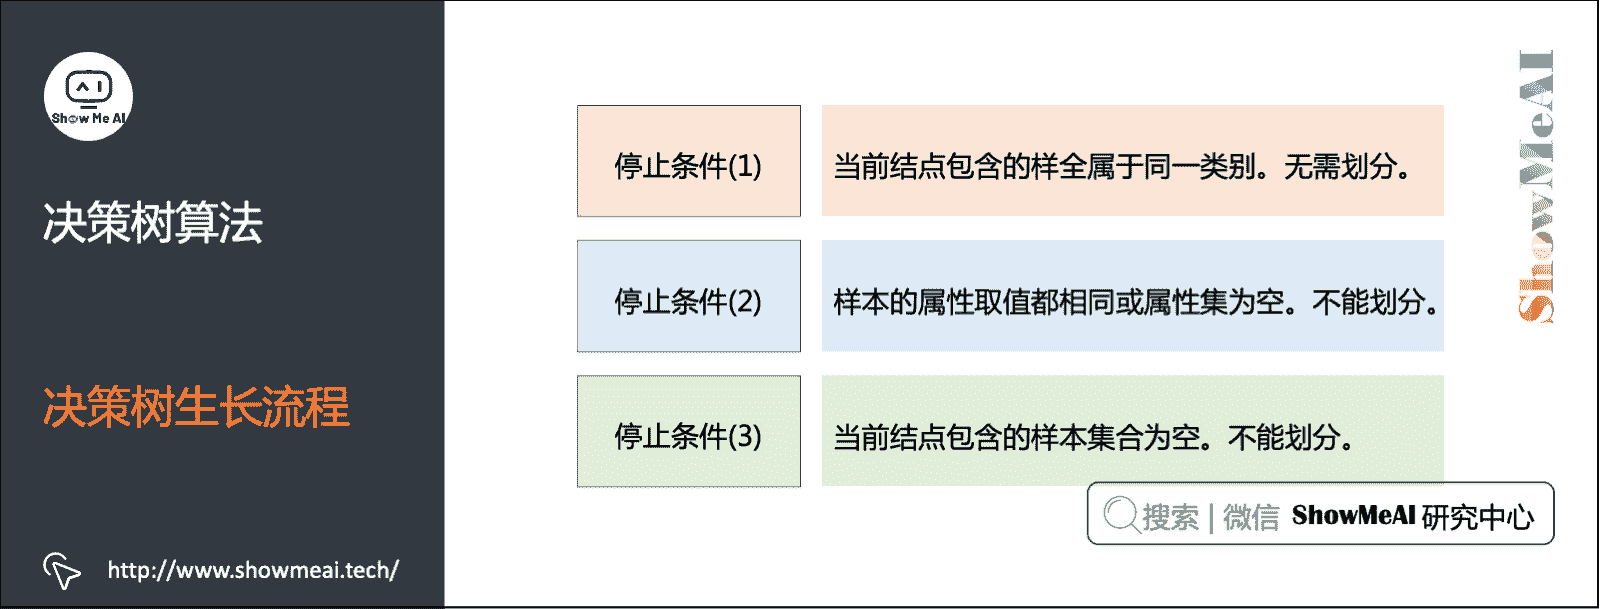 Show Me AI
决策树算法
决策树生长流程
http://www.showmeai.tech/
停止条件(1)
当前结点包含的样全属于同一类别。无需划分。
停止条件(2)
样本的属性取值都相同或属性集为空。不能划分。
停止条件(3)
当前结点包含的样本集合为空。不能划分。
ShowMeAI
搜索 | 微信 ShowMeAI 研究中心